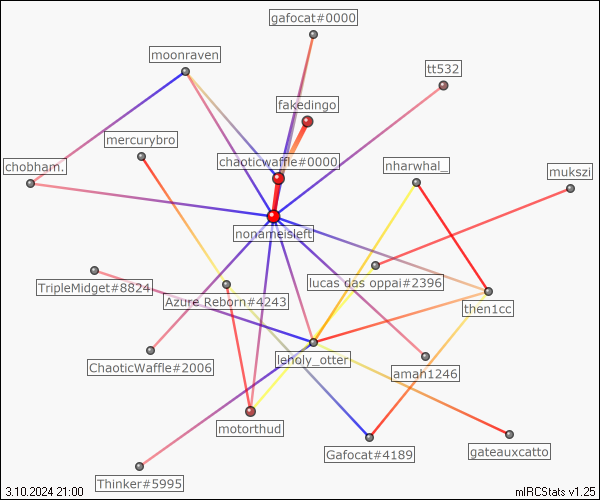 gafocat#0000
moonraven
tt532
fakedingo
mercurybro
chaoticwaffle#0000
chobham.
nharwhal_
mukszi
nonameisleft
TripleMidget#8824
lucas das oppai#2396
Azure_Reborn#4243
then1cc
leholy_otter
ChaoticWaffle#2006
amah1246
motorthud
Gafocat#4189
gateauxcatto
Thinker#5995
3.10.2024 21:00
mIRCStats v1.25